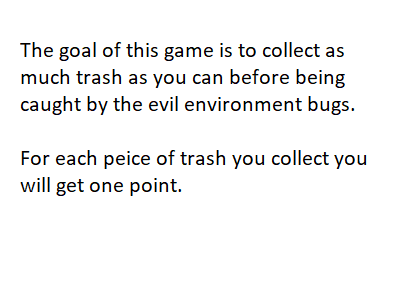 The goal of this game is to collect as
much trash as you can before being
caught by the evil environment bugs.
For each peice of trash you collect you
will get one point.